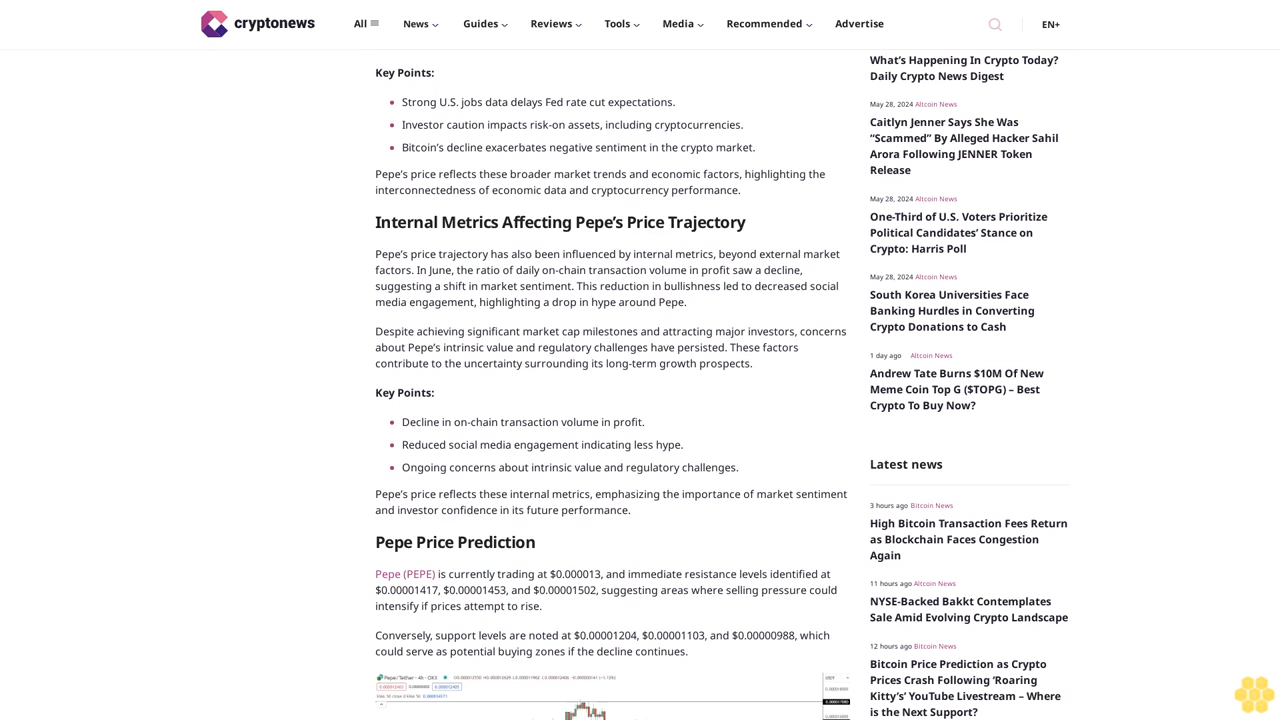 cryptonews
All
News
Guides
Reviews
Tools
Media
Recommended
Advertise
EN+
Key Points:
Strong U.S. jobs data delays Fed rate cut expectations.
Investor caution impacts risk-on assets, including cryptocurrencies.
Bitcoin’s decline exacerbates negative sentiment in the crypto market.
Pepe’s price reflects these broader market trends and economic factors, highlighting the
interconnectedness of economic data and cryptocurrency performance.
Internal Metrics Affecting Pepe’s Price Trajectory
Pepe’s price trajectory has also been influenced by internal metrics, beyond external market
factors. In June, the ratio of daily on-chain transaction volume in profit saw a decline,
suggesting a shift in market sentiment. This reduction in bullishness led to decreased social
media engagement, highlighting a drop in hype around Pepe.
Despite achieving significant market cap milestones and attracting major investors, concerns
about Pepe’s intrinsic value and regulatory challenges have persisted. These factors
contribute to the uncertainty surrounding its long-term growth prospects.
Key Points:
Decline in on-chain transaction volume in profit.
Reduced social media engagement indicating less hype.
Ongoing concerns about intrinsic value and regulatory challenges.
Pepe’s price reflects these internal metrics, emphasizing the importance of market sentiment
and investor confidence in its future performance.
Pepe Price Prediction
Pepe (PEPE) is currently trading at $0.000013, and immediate resistance levels identified at
$0.00001417, $0.00001453, and $0.00001502, suggesting areas where selling pressure could
intensify if prices attempt to rise.
Conversely, support levels are noted at $0.00001204, $0.00001103, and $0.00000988, which
could serve as potential buying zones if the decline continues.
Pepe/Tether - 4h - OKX
What’s Happening In Crypto Today?
Daily Crypto News Digest
May 28, 2024 Altcoin News
Caitlyn Jenner Says She Was
“Scammed” By Alleged Hacker Sahil
Arora Following JENNER Token
Release
May 28, 2024 Altcoin News
One-Third of U.S. Voters Prioritize
Political Candidates’ Stance on
Crypto: Harris Poll
May 28, 2024 Altcoin News
South Korea Universities Face
Banking Hurdles in Converting
Crypto Donations to Cash
1 day ago Altcoin News
Andrew Tate Burns $10M Of New
Meme Coin Top G ($TOPG) – Best
Crypto To Buy Now?
Latest news
3 hours ago Bitcoin News
High Bitcoin Transaction Fees Return
as Blockchain Faces Congestion
Again
11 hours ago Altcoin News
NYSE-Backed Bakkt Contemplates
Sale Amid Evolving Crypto Landscape
12 hours ago Bitcoin News
Bitcoin Price Prediction as Crypto
Prices Crash Following ‘Roaring
Kitty’s’ YouTube Livestream – Where
is the Next Support?